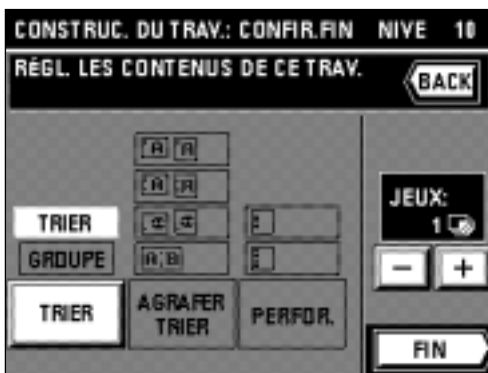 CONSTRUC. DU TRAV.: CONFIR.FIN NIVE 10
RÉGL. LES CONTENUS DE CE TRAV.
BACK
A A
A A
A A
A B
TRIER
GROUPE
TRIER
AGRAFER
TRIER
PERFOR.
JEUX:
1
- +
FIN